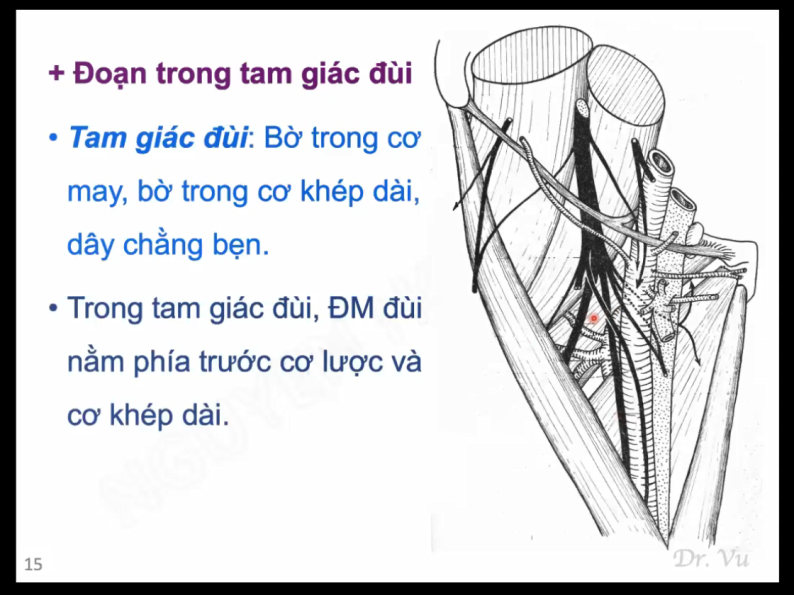 + Đoạn trong tam giác đùi
• Tam giác đùi: Bờ trong cơ
may, bờ trong cơ khép dài,
dây chằng bẹn.
• Trong tam giác đùi, ĐM đùi
nằm phía trước cơ lược và
cơ khép dài.
NGUYEN
15
Dr. Vu